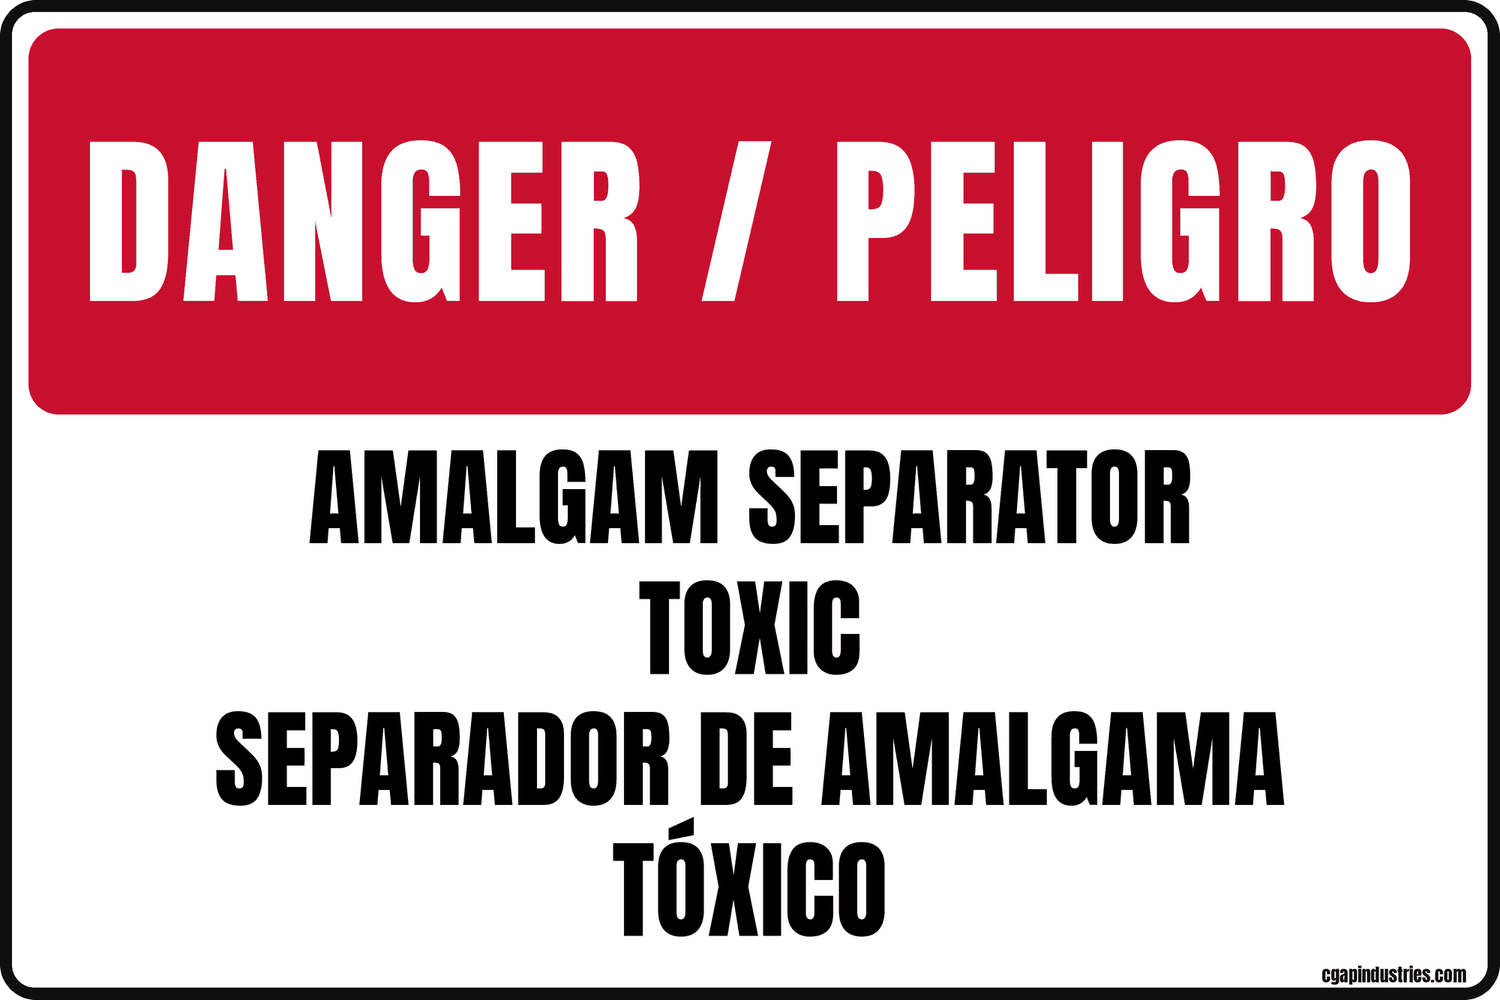 DANGER / PELIGRO
AMALGAM SEPARATOR
TOXIC
SEPARADOR DE AMALGAMA
TÓXICO
cgapindustries.com